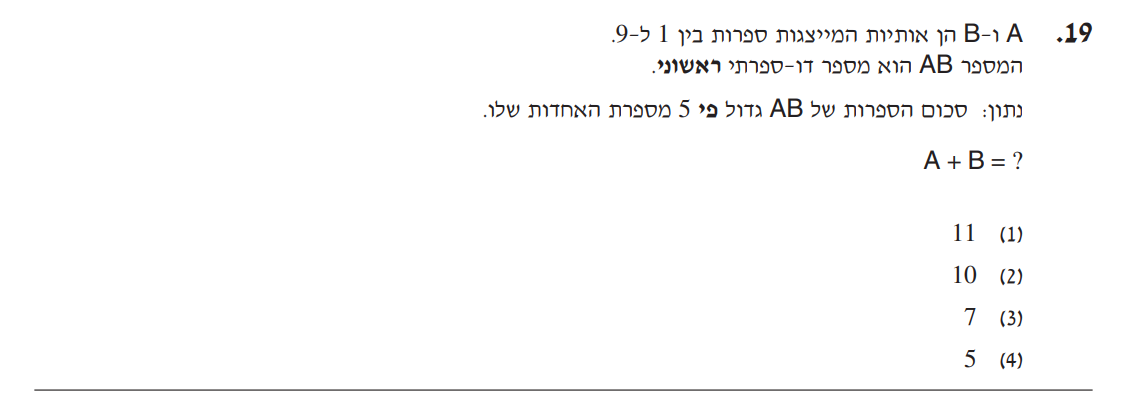 19. A ו-B הן אותיות המייצגות ספרות בין 1 ל-9.
המספר AB הוא מספר דו-ספרתי ראשוני.
נתון: סכום הספרות של AB גדול פי 5 מספרת האחדות שלו.
A + B = ?
(1) 11
(2) 10
(3) 7
(4) 5